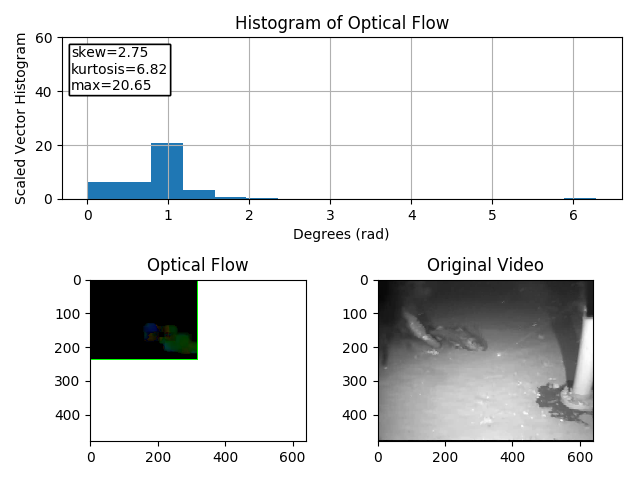 Histogram of Optical Flow
60
40
20
0
Scaled Vector Histogram
skew=2.75
kurtosis=6.82
max=20.65
0 1 2 3 4 5 6
Degrees (rad)
Optical Flow
0
100
200
300
400
0 200 400 600
Original Video
0
100
200
300
400
0 200 400 600